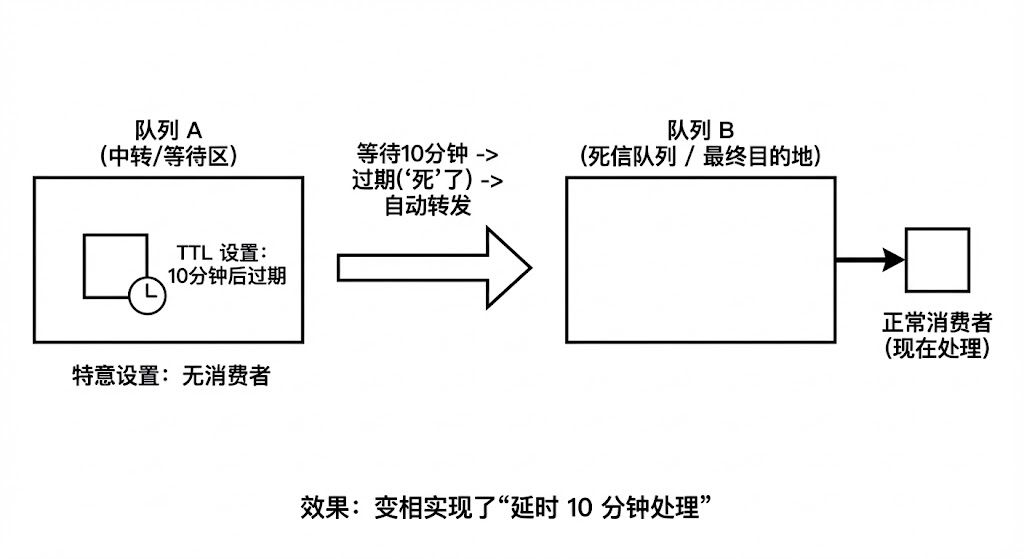 队列 A
(中转/等待区)
TTL 设置：
10分钟后过期
特意设置：无消费者
等待10分钟 ->
过期(‘死’了) ->
自动转发
队列 B
(死信队列 / 最终目的地)
正常消费者
(现在处理)
效果：变相实现了“延时 10 分钟处理”